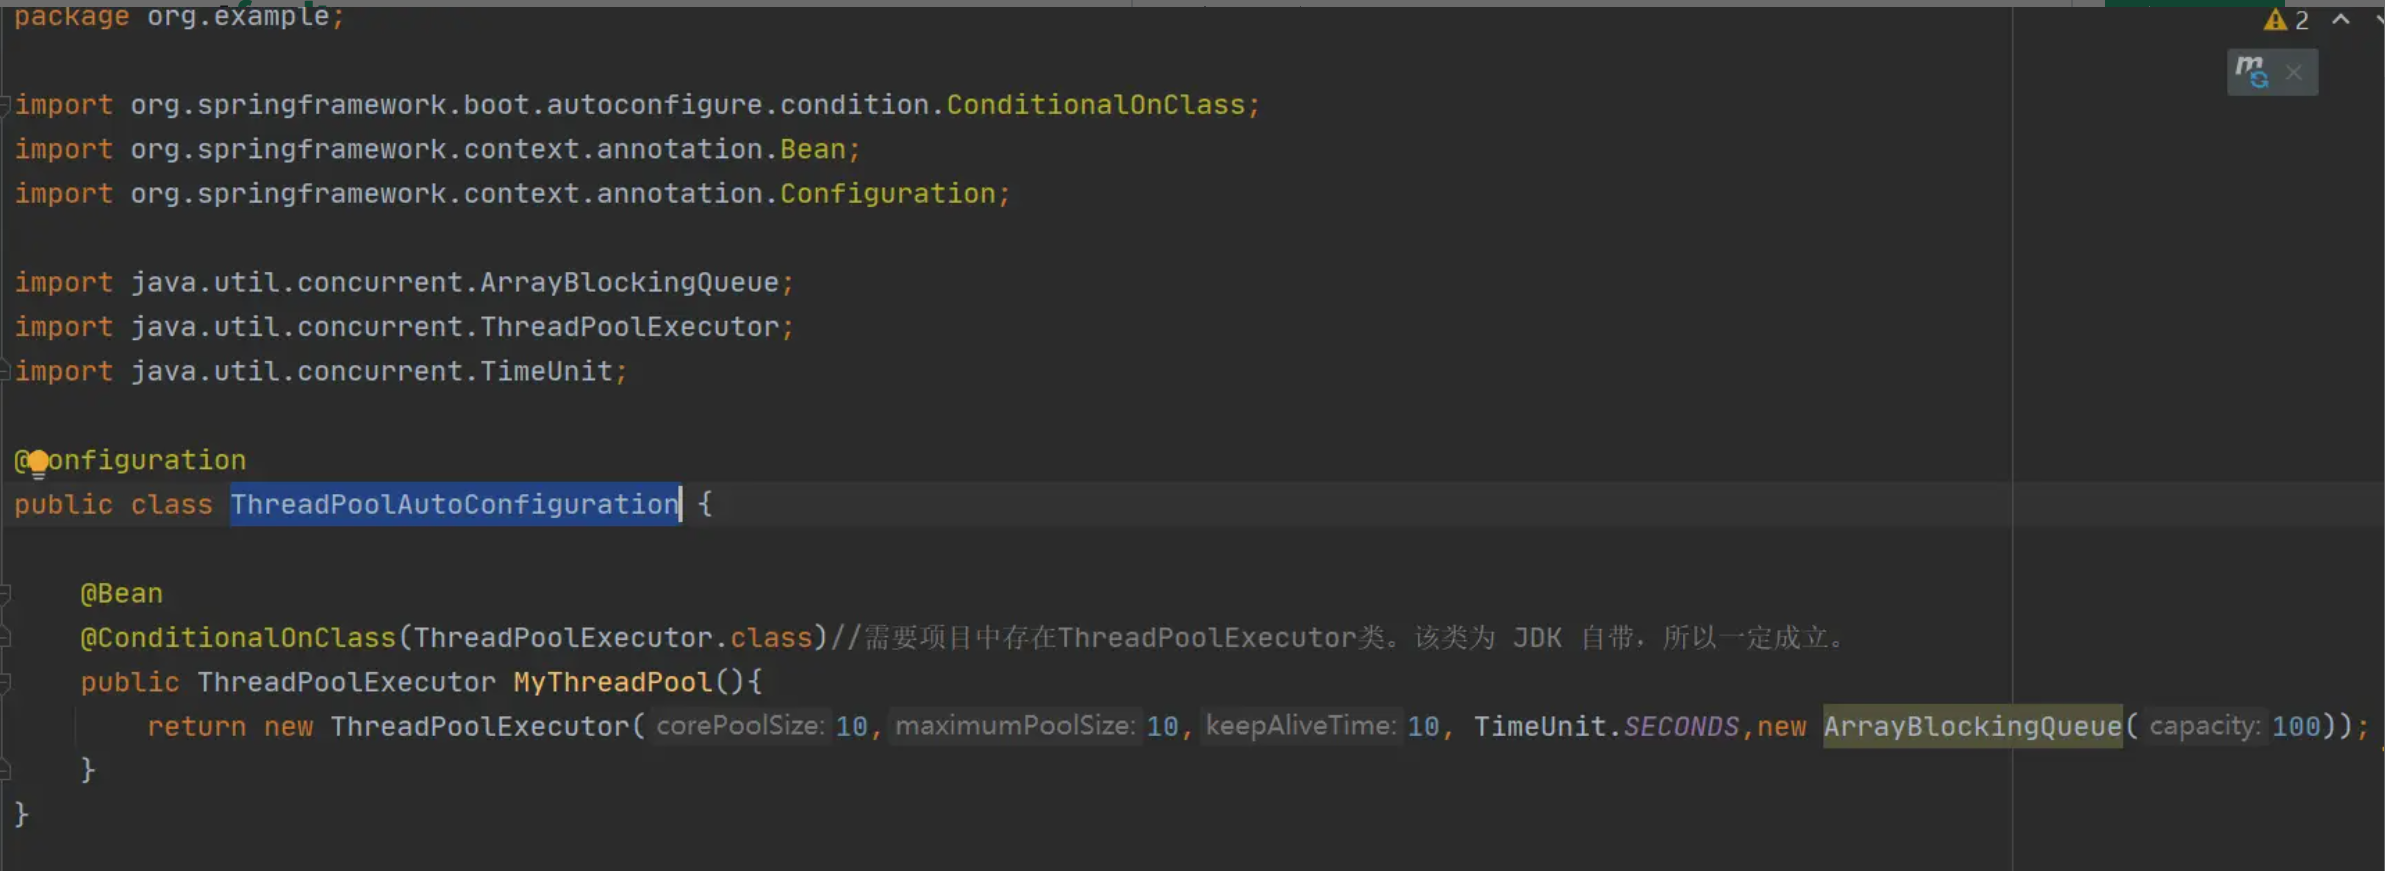 package org.example;
2
import org.springframework.boot.autoconfigure.condition.ConditionalOnClass;
import org.springframework.context.annotation.Bean;
import org.springframework.context.annotation.Configuration;
import java.util.concurrent.ArrayBlockingQueue;
import java.util.concurrent.ThreadPoolExecutor;
import java.util.concurrent.TimeUnit;
@Configuration
public class ThreadPoolAutoConfiguration {
@Bean
@ConditionalOnClass(ThreadPoolExecutor.class)//需要项目中存在ThreadPoolExecutor类。该类为 JDK 自带，所以一定成立。
public ThreadPoolExecutor MyThreadPool(){
return new ThreadPoolExecutor( corePoolSize: 10, maximumPoolSize: 10, keepAliveTime: 10, TimeUnit.SECONDS,new ArrayBlockingQueue( capacity: 100));
}
}